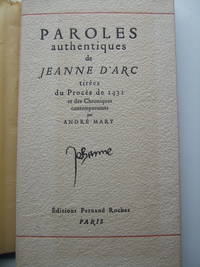 PAROLES
authentiques
de
JEANNE D'ARC
tirées
du Procès de 1431
et des Chroniques
contemporaines
par
ANDRÉ MARY
Jehanne
Éditions Fernand Roches
PARIS